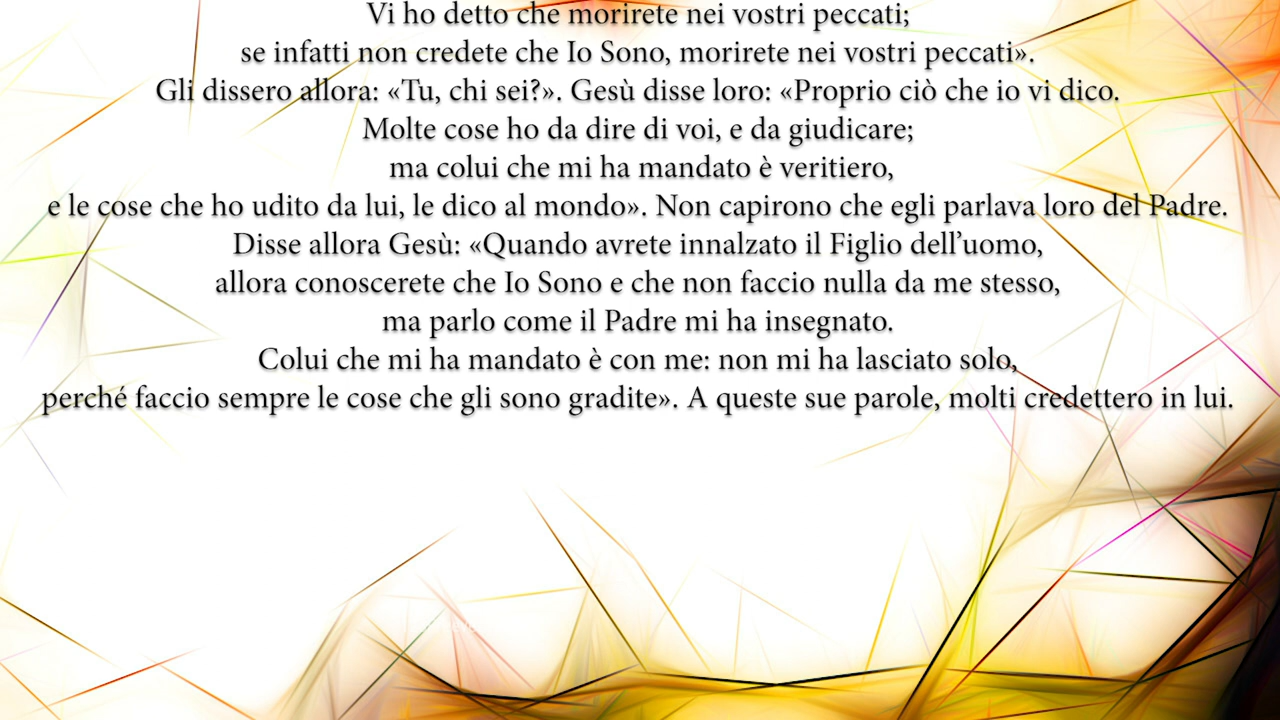 Vi ho detto che morirete nei vostri peccati;
se infatti non credete che Io Sono, morirete nei vostri peccati».
Gli dissero allora: «Tu, chi sei?». Gesù disse loro: «Proprio ciò che io vi dico.
Molte cose ho da dire di voi, e da giudicare;
ma colui che mi ha mandato è veritiero,
e le cose che ho udito da lui, le dico al mondo». Non capirono che egli parlava loro del Padre.
Disse allora Gesù: «Quando avrete innalzato il Figlio dell’uomo,
allora conoscerete che Io Sono e che non faccio nulla da me stesso,
ma parlo come il Padre mi ha insegnato.
Colui che mi ha mandato è con me: non mi ha lasciato solo,
perché faccio sempre le cose che gli sono gradite». A queste sue parole, molti credettero in lui.